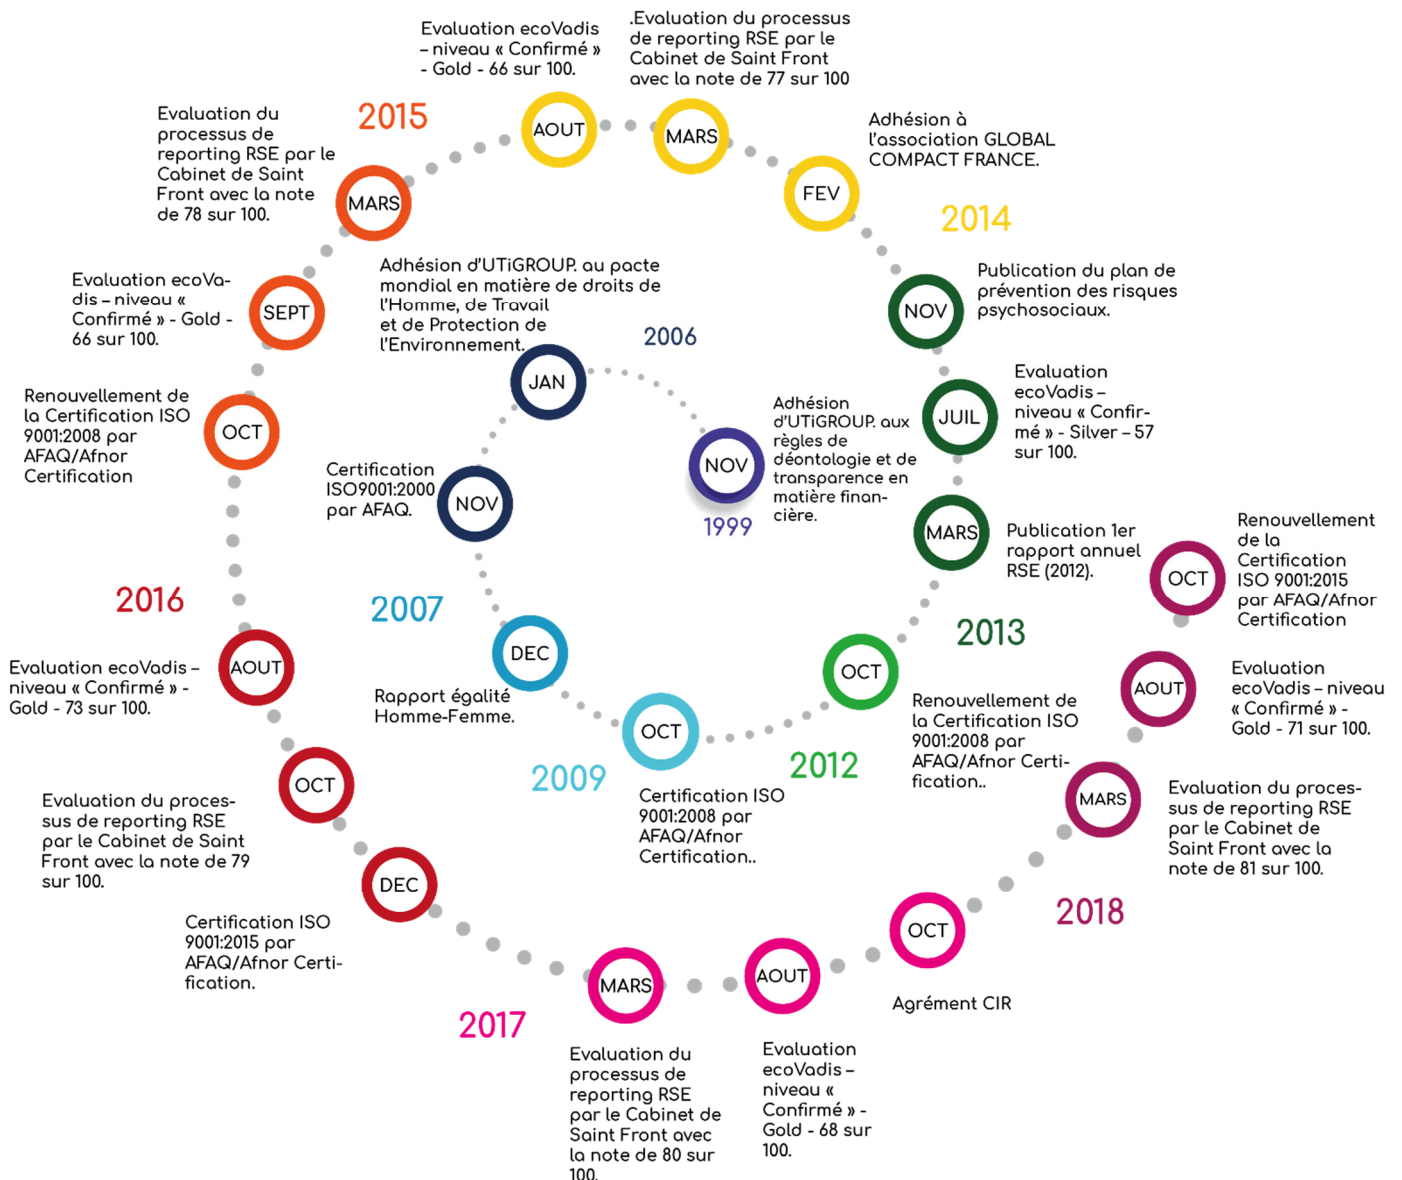 1999
NOV
Adhésion
d'UTiGROUP. aux
règles de
déontologie et de
transparence en
matière finan-
cière.
2006
JAN
Adhésion d'UTiGROUP. au pacte
mondial en matière de droits de
l'Homme, de Travail
et de Protection de
l'Environnement.
NOV
Certification
ISO9001:2000
par AFAQ.
2007
DEC
Rapport égalité
Homme-Femme.
2009
OCT
Certification ISO
9001:2008 par
AFAQ/Afnor
Certification..
2012
OCT
Renouvellement de
la Certification ISO
9001:2008 par
AFAQ/Afnor Certi-
fication..
2013
MARS
Publication 1er
rapport annuel
RSE (2012).
JUIL
Evaluation
ecoVadis –
niveau « Confir-
mé » - Silver – 57
sur 100.
NOV
Publication du plan de
prévention des risques
psychosociaux.
2014
FEV
Adhésion à
l'association GLOBAL
COMPACT FRANCE.
MARS
.Evaluation du processus
de reporting RSE par le
Cabinet de Saint Front
avec la note de 77 sur 100
AOUT
Evaluation ecoVadis
– niveau « Confirmé »
- Gold - 66 sur 100.
2015
MARS
Evaluation du
processus de
reporting RSE par le
Cabinet de Saint
Front avec la note
de 78 sur 100.
SEPT
Evaluation ecoVa-
dis – niveau «
Confirmé » - Gold -
66 sur 100.
OCT
Renouvellement de
la Certification ISO
9001:2008 par
AFAQ/Afnor
Certification
2016
AOUT
Evaluation ecoVadis –
niveau « Confirmé » -
Gold - 73 sur 100.
OCT
Evaluation du proces-
sus de reporting RSE
par le Cabinet de Saint
Front avec la note de 79
sur 100.
DEC
Certification ISO
9001:2015 par
AFAQ/Afnor Certi-
fication.
2017
MARS
Evaluation du
processus de
reporting RSE
par le Cabinet de
Saint Front avec
la note de 80 sur
100.
AOUT
Evaluation
ecoVadis –
niveau «
Confirmé » -
Gold - 68 sur
100.
OCT
Agrément CIR
2018
MARS
Evaluation du proces-
sus de reporting RSE
par le Cabinet de
Saint Front avec la
note de 81 sur 100.
AOUT
Evaluation
ecoVadis – niveau
« Confirmé » -
Gold - 71 sur 100.
OCT
Renouvellement
de la
Certification
ISO 9001:2015
par AFAQ/Afnor
Certification